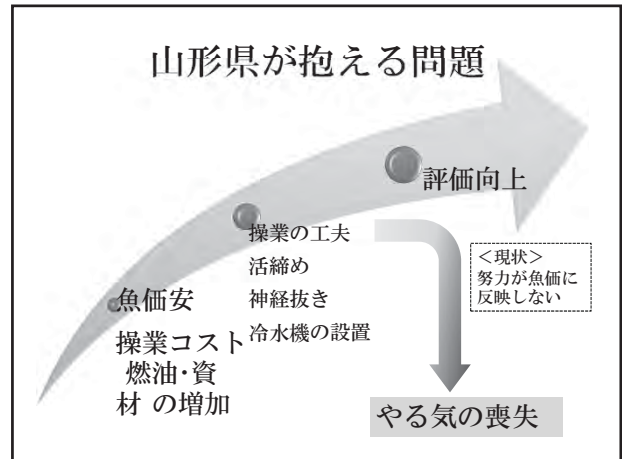 山形県が抱える問題
魚価安
操業コスト
燃油・資
材 の増加
操業の工夫
活締め
神経抜き
冷水機の設置
評価向上
＜現状＞
努力が魚価に
反映しない
やる気の喪失